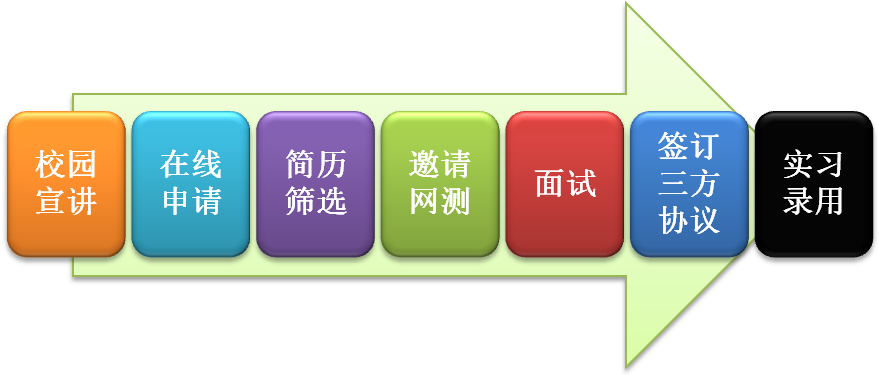 校园
宣讲
在线
申请
简历
筛选
邀请
网测
面试
签订
三方
协议
实习
录用